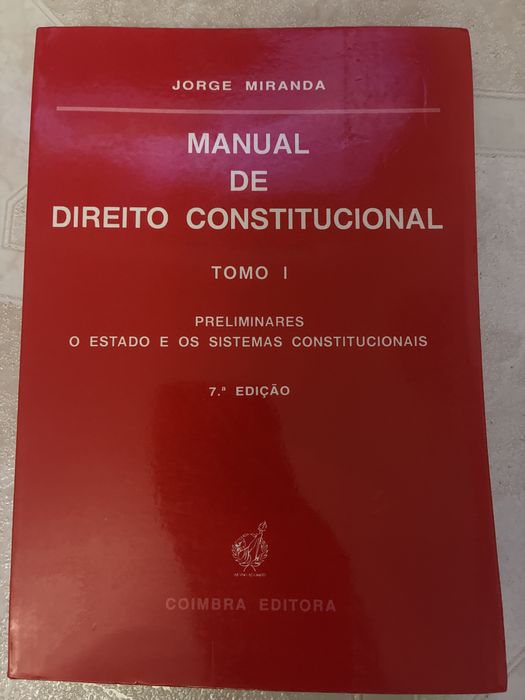 JORGE MIRANDA
MANUAL
DE
DIREITO CONSTITUCIONAL
TOMO I
PRELIMINARES
O ESTADO E OS SISTEMAS CONSTITUCIONAIS
7.ª EDIÇÃO
COIMBRA EDITORA